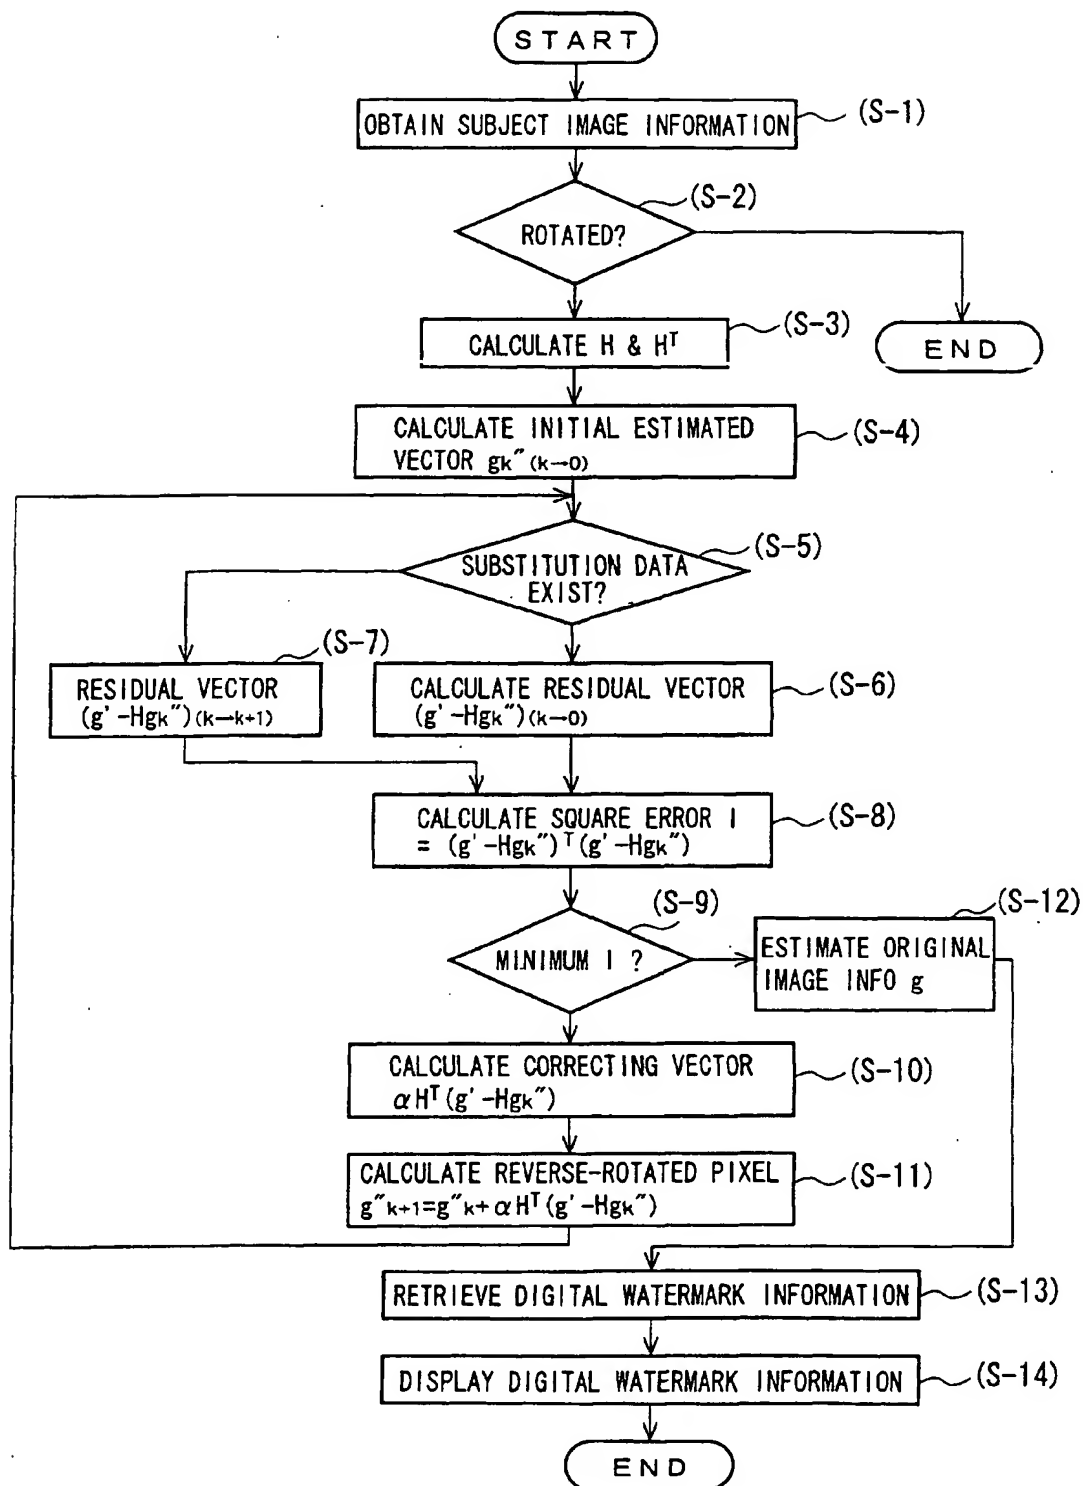 START
OBTAIN SUBJECT IMAGE INFORMATION
(S-1)
(S-2)
ROTATED?
(S-3)
CALCULATE H & Hᵀ
END
CALCULATE INITIAL ESTIMATED
VECTOR gk″(k→0)
(S-4)
(S-5)
SUBSTITUTION DATA
EXIST?
(S-7)
RESIDUAL VECTOR
(g'-Hgk″)(k→k+1)
CALCULATE RESIDUAL VECTOR
(g'-Hgk″)(k→0)
(S-6)
CALCULATE SQUARE ERROR I
= (g'-Hgk″)ᵀ(g'-Hgk″)
(S-8)
(S-9)
MINIMUM I ?
(S-12)
ESTIMATE ORIGINAL
IMAGE INFO g
CALCULATE CORRECTING VECTOR
αHᵀ(g'-Hgk″)
(S-10)
CALCULATE REVERSE-ROTATED PIXEL
g″k+1=g″k+αHᵀ(g'-Hgk″)
(S-11)
RETRIEVE DIGITAL WATERMARK INFORMATION
(S-13)
DISPLAY DIGITAL WATERMARK INFORMATION
(S-14)
END